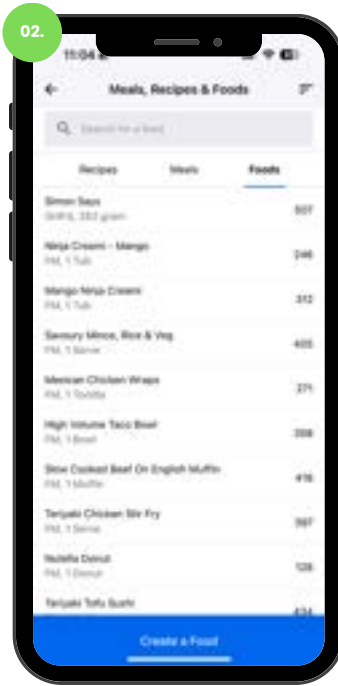 02.
11:04
Meals, Recipes & Foods
Search for a food
Recipes
Meals
Foods
Simon Says
507
Ninja Creami - Mango
246
FM, 1 Tub
Mango Ninja Creami
312
FM, 1 Tub
Savoury Mince, Rice & Veg
405
FM, 1 Serve
Mexican Chicken Wraps
271
FM, 1 Tortilla
High Volume Taco Bowl
FM, 1 Bowl
Slow Cooked Beef On English Muffin
416
FM, 1 Muffin
Teriyaki Chicken Stir Fry
FM, 1 Serve
Nutella Donut
FM, 1 Donut
Teriyaki Tofu Sushi
Create a Food